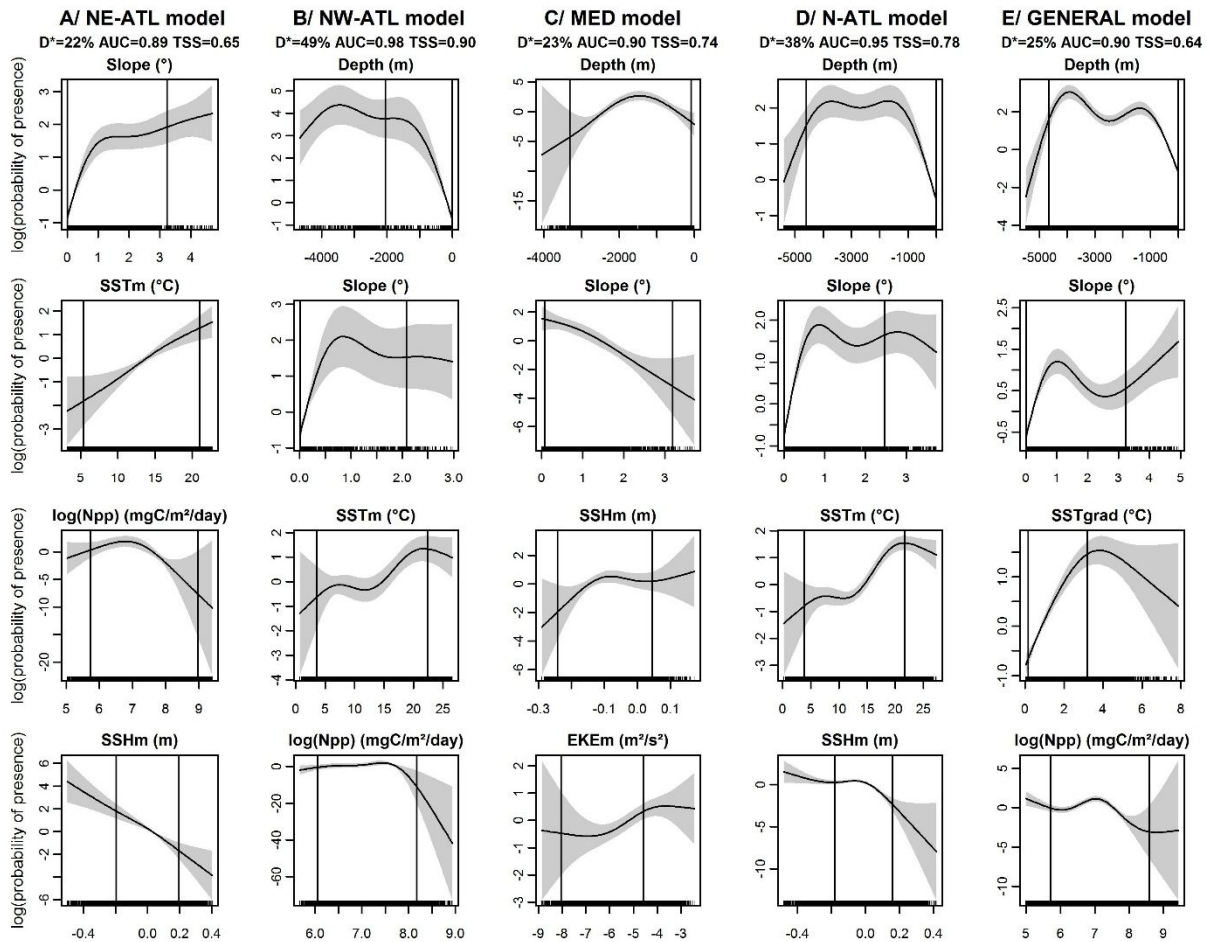 A/ NE-ATL model B/ NW-ATL model C/ MED model D/ N-ATL model E/ GENERAL model
D*=22% AUC=0.89 TSS=0.65 D*=49% AUC=0.98 TSS=0.90 D*=23% AUC=0.90 TSS=0.74 D*=38% AUC=0.95 TSS=0.78 D*=25% AUC=0.90 TSS=0.64
Slope (°) Depth (m) Depth (m) Depth (m) Depth (m)
log(probability of presence)
-1 0 1 2 3
-1 0 1 2 3 4 5
-15 -5 0 5
-1 0 1 2
-4 -2 0 2
0 1 2 3 4 -4000 -2000 0 -4000 -3000 -2000 -1000 0 -5000 -3000 -1000 -5000 -3000 -1000
SSTm (°C) Slope (°) Slope (°) Slope (°) Slope (°)
log(probability of presence)
-3 -1 0 1 2
-1 0 1 2 3
-6 -4 -2 0 2
-1.0 0.0 1.0 2.0
-0.5 0.5 1.5 2.5
5 10 15 20 0.0 1.0 2.0 3.0 0 1 2 3 0 1 2 3 0 1 2 3 4 5
log(Npp) (mgC/m²/day) SSTm (°C) SSHm (m) SSTm (°C) SSTgrad (°C)
log(probability of presence)
-20 -10 -5 0
-4 -3 -2 -1 0 1 2
-6 -4 -2 0 2
-3 -2 -1 0 1 2
-1.0 0.0 1.0
5 6 7 8 9 0 5 10 15 20 25 -0.3 -0.1 0.0 0.1 0 5 10 15 20 25 0 2 4 6 8
SSHm (m) log(Npp) (mgC/m²/day) EKEm (m²/s²) SSHm (m) log(Npp) (mgC/m²/day)
log(probability of presence)
-6 -2 0 2 4 6
-60 -40 -20 0
-3 -2 -1 0 1 2
-10 -5 0
-10 -5 0 5
-0.4 0.0 0.2 0.4 6.0 7.0 8.0 9.0 -9 -8 -7 -6 -5 -4 -3 -0.4 0.0 0.2 0.4 5 6 7 8 9